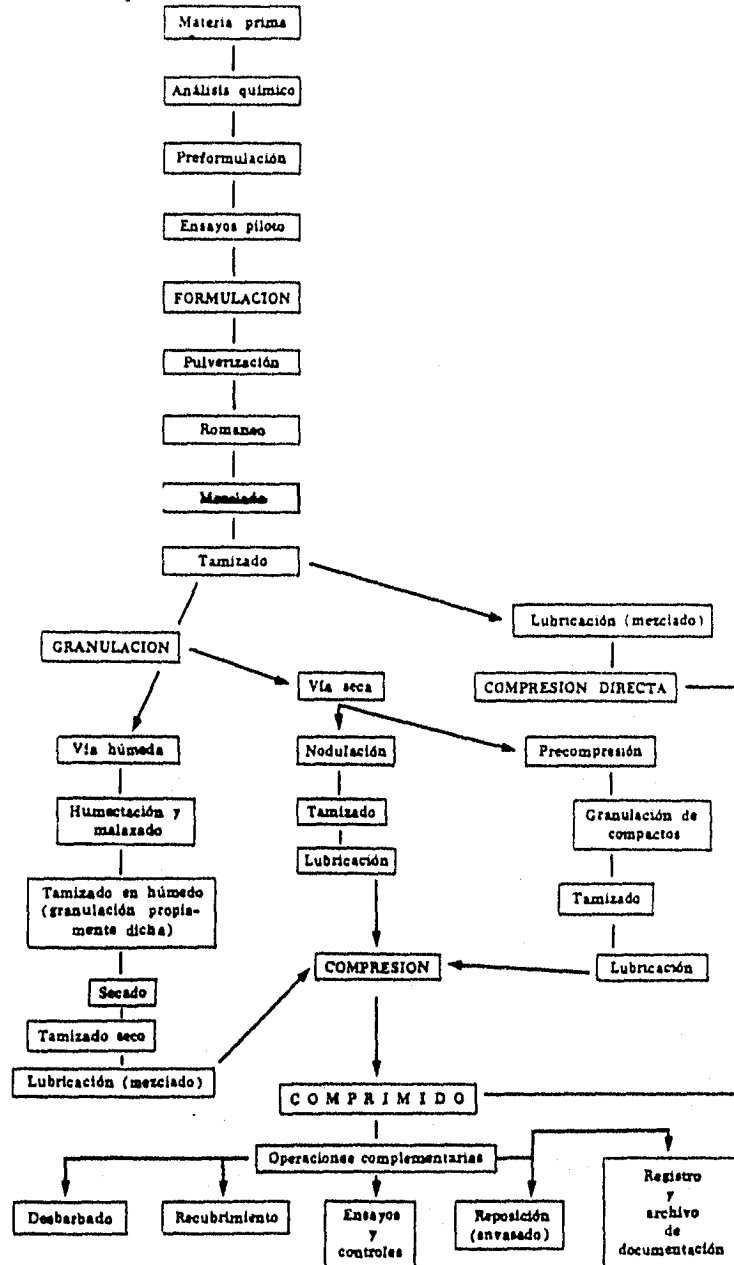 Materia prima
Análisis químico
Preformulación
Ensayos piloto
FORMULACION
Pulverización
Romaneo
Mezclado
Tamizado
Lubricación (mezclado)
GRANULACION
Vía seca
COMPRESION DIRECTA
Vía húmeda
Nodulación
Precompresión
Humectación y
malaxado
Tamizado
Granulación de
compactos
Lubricación
Tamizado en húmedo
(granulación propia-
mente dicha)
Tamizado
COMPRESION
Lubricación
Secado
Tamizado seco
Lubricación (mezclado)
COMPRIMIDO
Operaciones complementarias
Desbarbado
Recubrimiento
Ensayos
y
controles
Reposición
(envasado)
Registro
y
archivo
de
documentación